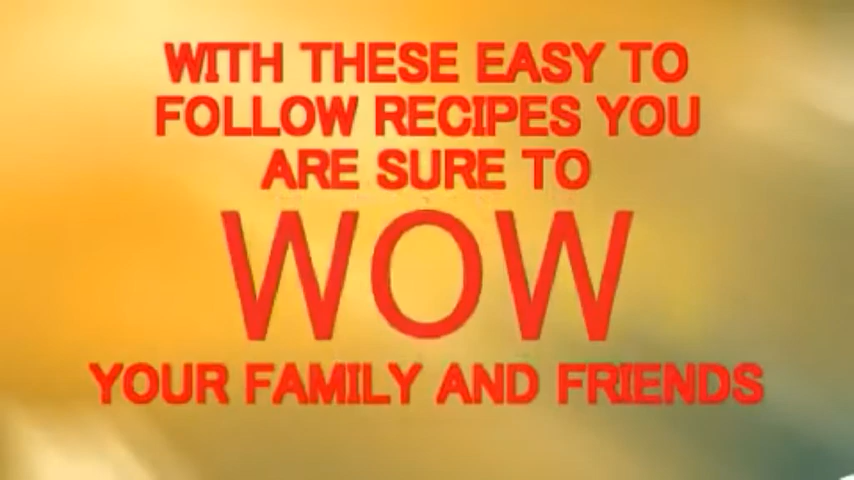 WITH THESE EASY TO
FOLLOW RECIPES YOU
ARE SURE TO
WOW
YOUR FAMILY AND FRIENDS